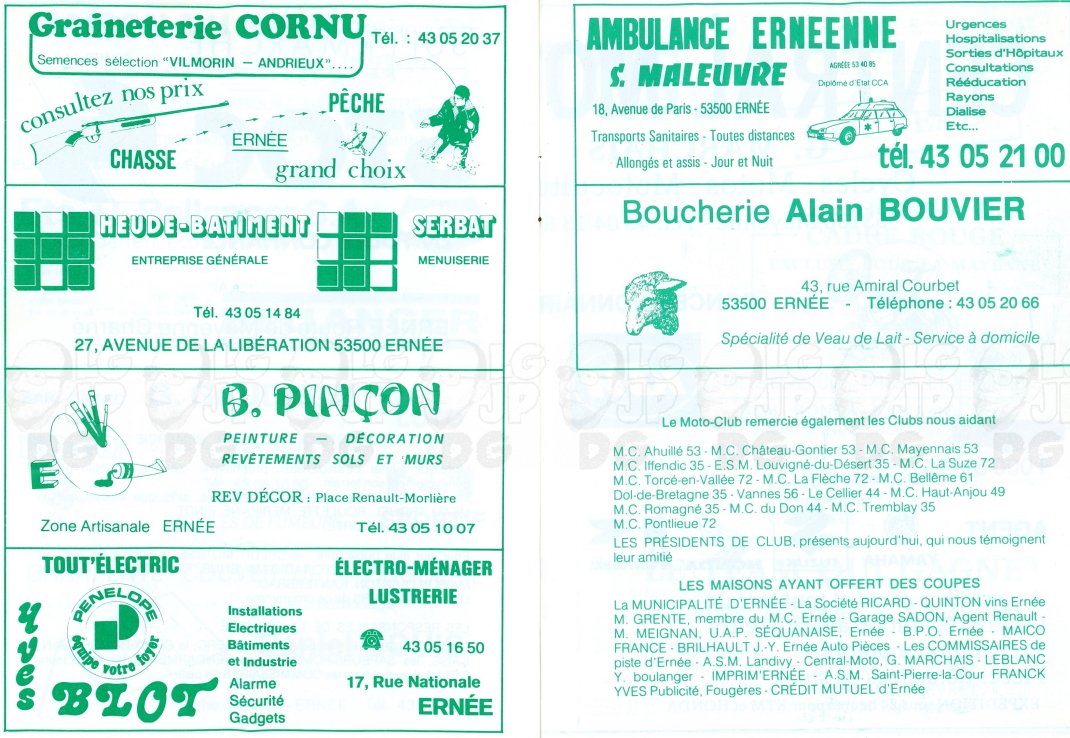 Graineterie CORNU
Tél. : 43 05 20 37
Semences sélection "VILMORIN — ANDRIEUX"....
consultez nos prix
PÊCHE
ERNÉE
CHASSE
grand choix
HEUDE-BATIMENT
SERBAT
ENTREPRISE GÉNÉRALE
MENUISERIE
Tél. 43 05 14 84
27, AVENUE DE LA LIBÉRATION 53500 ERNÉE
B. PINÇON
PEINTURE — DÉCORATION
REVÊTEMENTS SOLS ET MURS
E
REV DÉCOR : Place Renault-Morlière
Zone Artisanale ERNÉE
Tél. 43 05 10 07
TOUT'ÉLECTRIC
ÉLECTRO-MÉNAGER
LUSTRERIE
PENELOPE
équipe votre foyer
Installations
Electriques
Bâtiments
et Industrie
43 05 16 50
Yves
BLOT
Alarme
Sécurité
Gadgets
17, Rue Nationale
ERNÉE
AMBULANCE ERNEENNE
AGRÉÉE 53 40 85
S. MALEUVRE
Diplômé d'Etat CCA
18, Avenue de Paris - 53500 ERNÉE
Transports Sanitaires - Toutes distances
Allongés et assis - Jour et Nuit
Urgences
Hospitalisations
Sorties d'Hôpitaux
Consultations
Rééducation
Rayons
Dialise
Etc...
tél. 43 05 21 00
Boucherie Alain BOUVIER
43, rue Amiral Courbet
53500 ERNÉE - Téléphone : 43 05 20 66
Spécialité de Veau de Lait - Service à domicile
Le Moto-Club remercie également les Clubs nous aidant
M.C. Ahuillé 53 - M.C. Château-Gontier 53 - M.C. Mayennais 53
M.C. Iffendic 35 - E.S.M. Louvigné-du-Désert 35 - M.C. La Suze 72
M.C. Torcé-en-Vallée 72 - M.C. La Flèche 72 - M.C. Bellême 61
Dol-de-Bretagne 35 - Vannes 56 - Le Cellier 44 - M.C. Haut-Anjou 49
M.C. Romagné 35 - M.C. du Don 44 - M.C. Tremblay 35
M.C. Pontlieue 72
LES PRÉSIDENTS DE CLUB, présents aujourd'hui, qui nous témoignent
leur amitié
LES MAISONS AYANT OFFERT DES COUPES
La MUNICIPALITÉ D'ERNÉE - La Société RICARD - QUINTON vins Ernée
M. GRENTE, membre du M.C. Ernée - Garage SADON, Agent Renault -
M. MEIGNAN, U.A.P. SÉQUANAISE, Ernée - B.P.O. Ernée - MAICO
FRANCE - BRILHAULT J.-Y. Ernée Auto Pièces - Les COMMISSAIRES de
piste d'Ernée - A.S.M. Landivy - Central-Moto, G. MARCHAIS - LEBLANC
Y. boulanger - IMPRIM'ERNÉE - A.S.M. Saint-Pierre-la-Cour FRANCK
YVES Publicité, Fougères - CRÉDIT MUTUEL d'Ernée